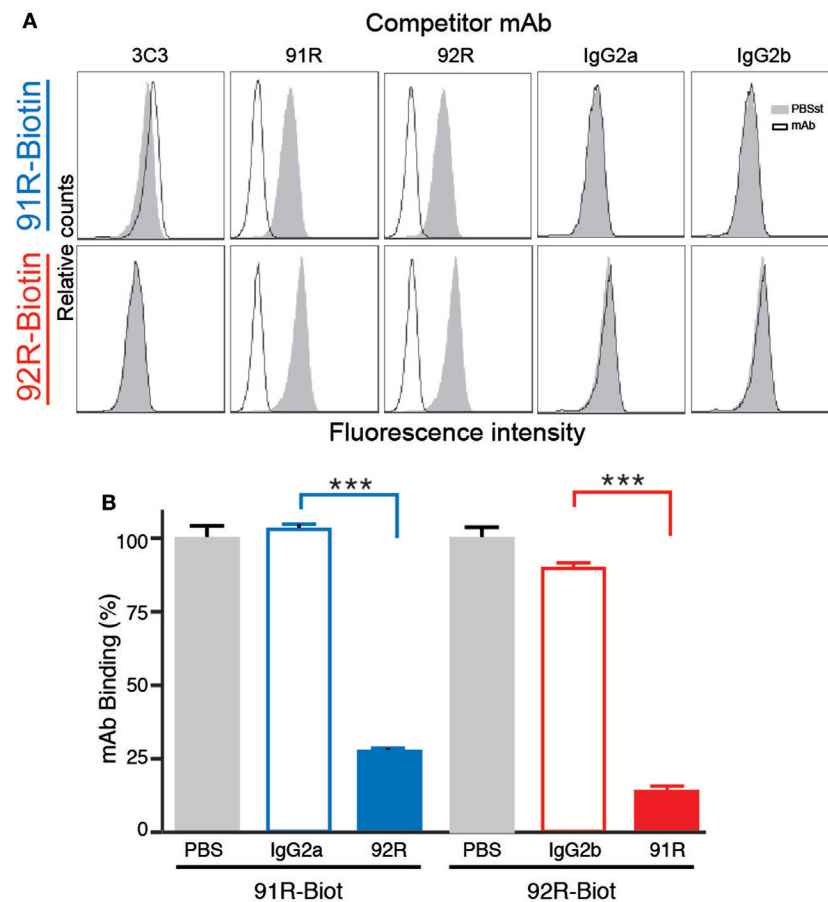 A
Competitor mAb
3C3 91R 92R IgG2a IgG2b
91R-Biotin
92R-Biotin
Relative counts
PBSst
mAb
Fluorescence intensity
B
*** ***
mAb Binding (%)
100
75
50
25
0
PBS IgG2a 92R PBS IgG2b 91R
91R-Biot 92R-Biot